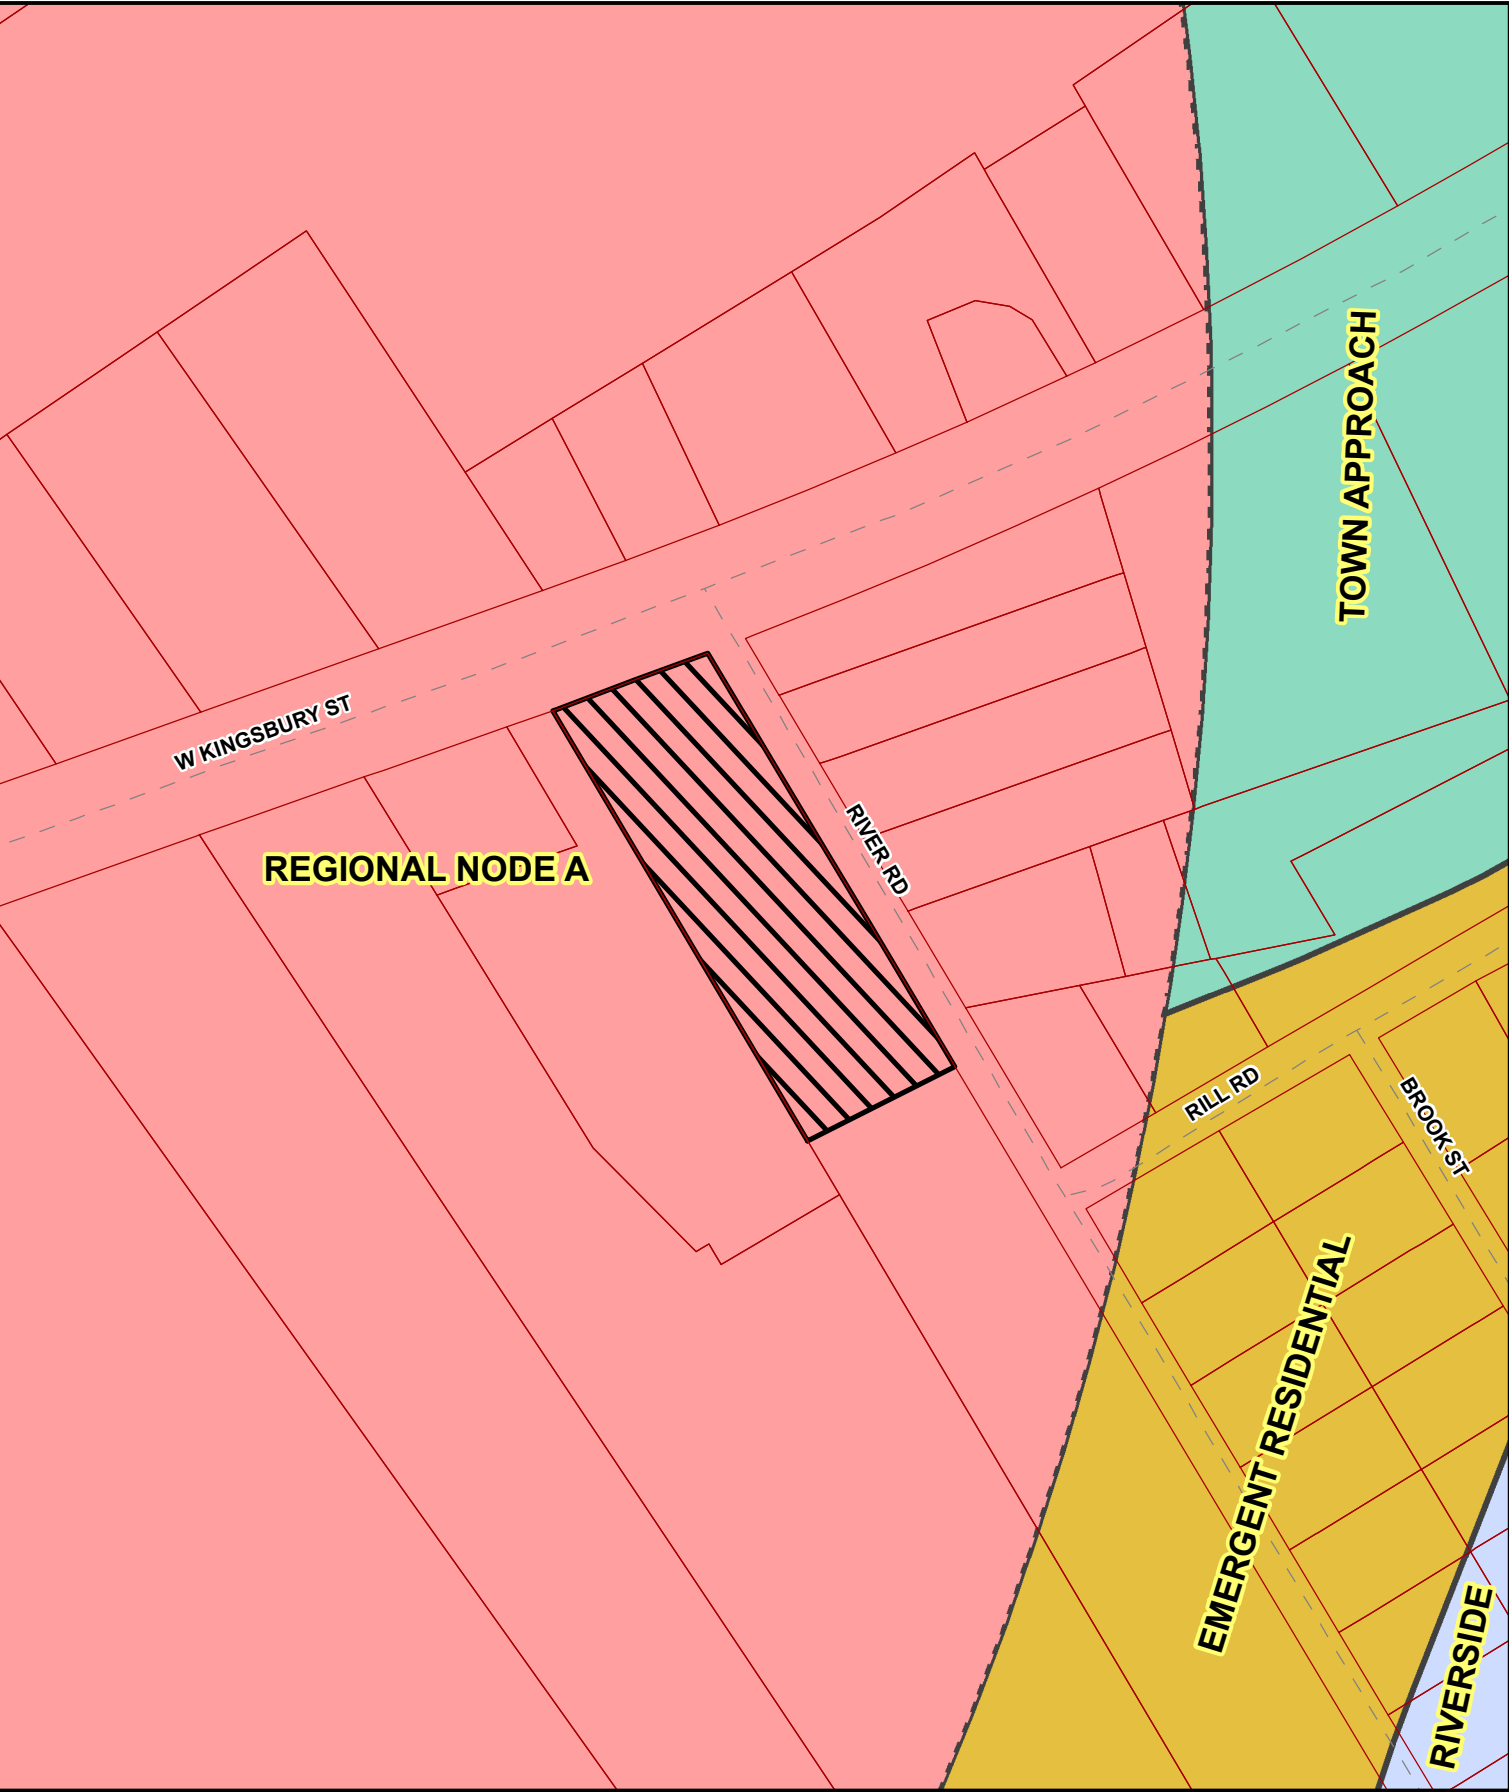 TOWN APPROACH
W KINGSBURY ST
REGIONAL NODE A
RIVER RD
RILL RD
BROOK ST
EMERGENT RESIDENTIAL
RIVERSIDE